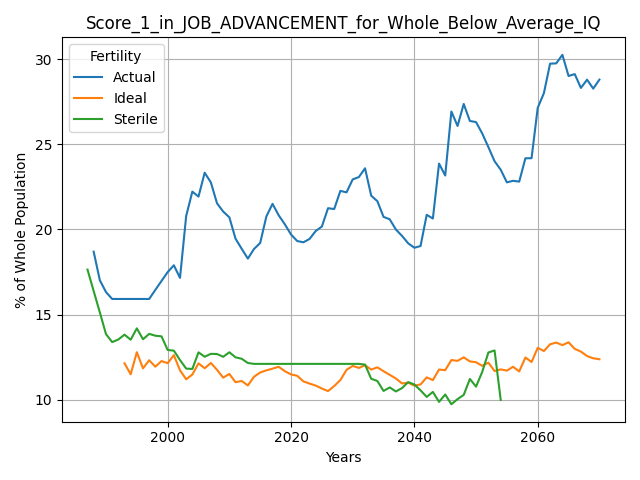 Score_1_in_JOB_ADVANCEMENT_for_Whole_Below_Average_IQ
Fertility
Actual
Ideal
Sterile
% of Whole Population
30
25
20
15
10
2000 2020 2040 2060
Years